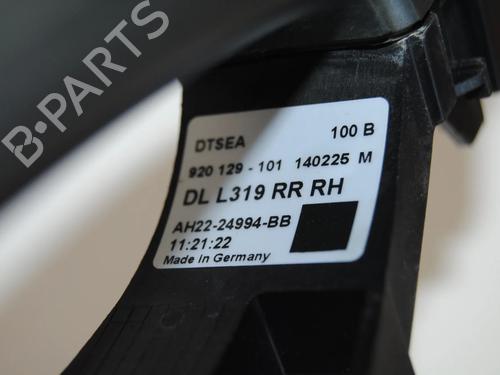 B-PARTS
DTSEA 100 B
920 129 - 101 140225 M
DL L319 RR RH
AH22-24994-BB
11:21:22
Made In Germany